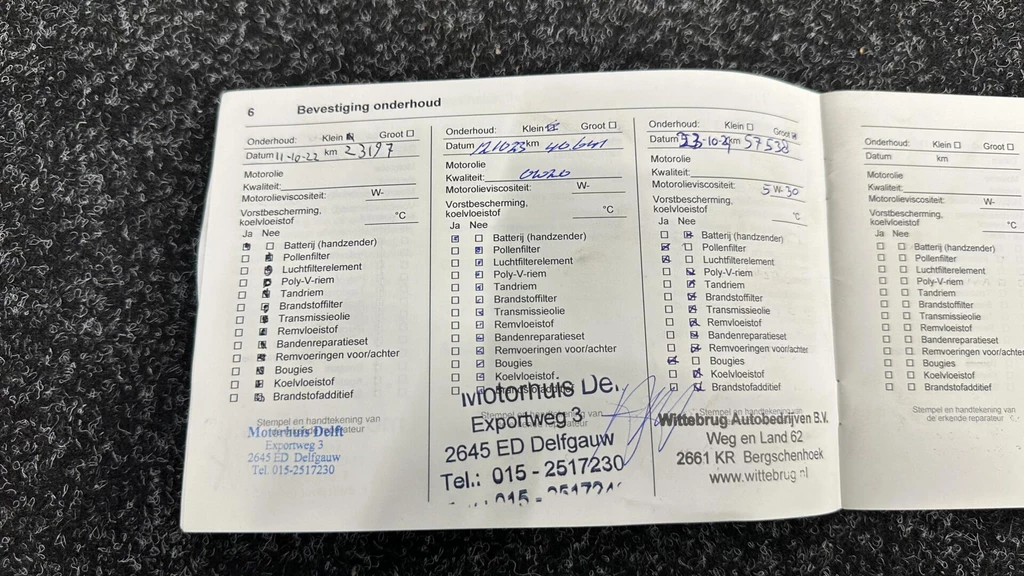 6 Bevestiging onderhoud
Onderhoud: Klein Groot
Datum 11-10-22 km 23197
Motorolie
Kwaliteit:
Motorolieviscositeit: W-
Vorstbescherming,
koelvloeistof °C
Ja Nee
Batterij (handzender)
Pollenfilter
Luchtfilterelement
Poly-V-riem
Tandriem
Brandstoffilter
Transmissieolie
Remvloeistof
Bandenreparatieset
Remvoeringen voor/achter
Bougies
Koelvloeistof
Brandstofadditief
Stempel en handtekening van
Motorhuis Delft
Exportweg 3
2645 ED Delfgauw
Tel. 015-2517230
Onderhoud: Klein Groot
Datum 121023 km
Motorolie
Kwaliteit: 0W20
Motorolieviscositeit: W-
Vorstbescherming,
koelvloeistof °C
Ja Nee
Batterij (handzender)
Pollenfilter
Luchtfilterelement
Poly-V-riem
Tandriem
Brandstoffilter
Transmissieolie
Remvloeistof
Bandenreparatieset
Remvoeringen voor/achter
Bougies
Koelvloeistof
Motorhuis De
Exportweg 3
2645 ED Delfgauw
Tel.: 015 - 2517230
Onderhoud: Klein Groot
Datum km 57538
Motorolie
Kwaliteit:
Motorolieviscositeit: 5 W-30
Vorstbescherming,
koelvloeistof °C
Ja Nee
Batterij (handzender)
Pollenfilter
Luchtfilterelement
Poly-V-riem
Tandriem
Brandstoffilter
Transmissieolie
Remvloeistof
Bandenreparatieset
Remvoeringen voor/achter
Bougies
Koelvloeistof
Brandstofadditief
Stempel en handtekening van
Wittebrug Autobedrijven B.V.
Weg en Land 62
2661 KR Bergschenhoek
www.wittebrug.nl
Onderhoud: Klein Groot
Datum km
Motorolie
Kwaliteit:
Motorolieviscositeit: W-
Vorstbescherming,
koelvloeistof °C
Ja Nee
Batterij (handzender)
Pollenfilter
Luchtfilterelement
Poly-V-riem
Tandriem
Brandstoffilter
Transmissieolie
Remvloeistof
Bandenreparatieset
Remvoeringen voor/achter
Bougies
Koelvloeistof
Brandstofadditief
Stempel en handtekening van
de erkende reparateur